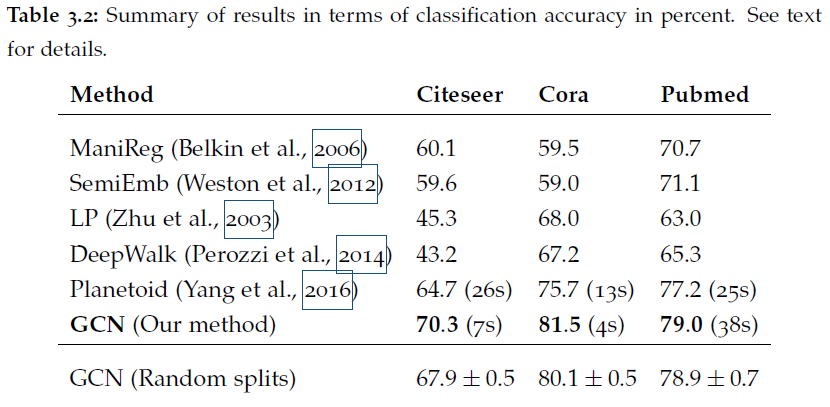 Table 3.2: Summary of results in terms of classification accuracy in percent. See text
for details.
Method Citeseer Cora Pubmed
ManiReg (Belkin et al., 2006) 60.1 59.5 70.7
SemiEmb (Weston et al., 2012) 59.6 59.0 71.1
LP (Zhu et al., 2003) 45.3 68.0 63.0
DeepWalk (Perozzi et al., 2014) 43.2 67.2 65.3
Planetoid (Yang et al., 2016) 64.7 (26s) 75.7 (13s) 77.2 (25s)
GCN (Our method) 70.3 (7s) 81.5 (4s) 79.0 (38s)
GCN (Random splits) 67.9 ± 0.5 80.1 ± 0.5 78.9 ± 0.7